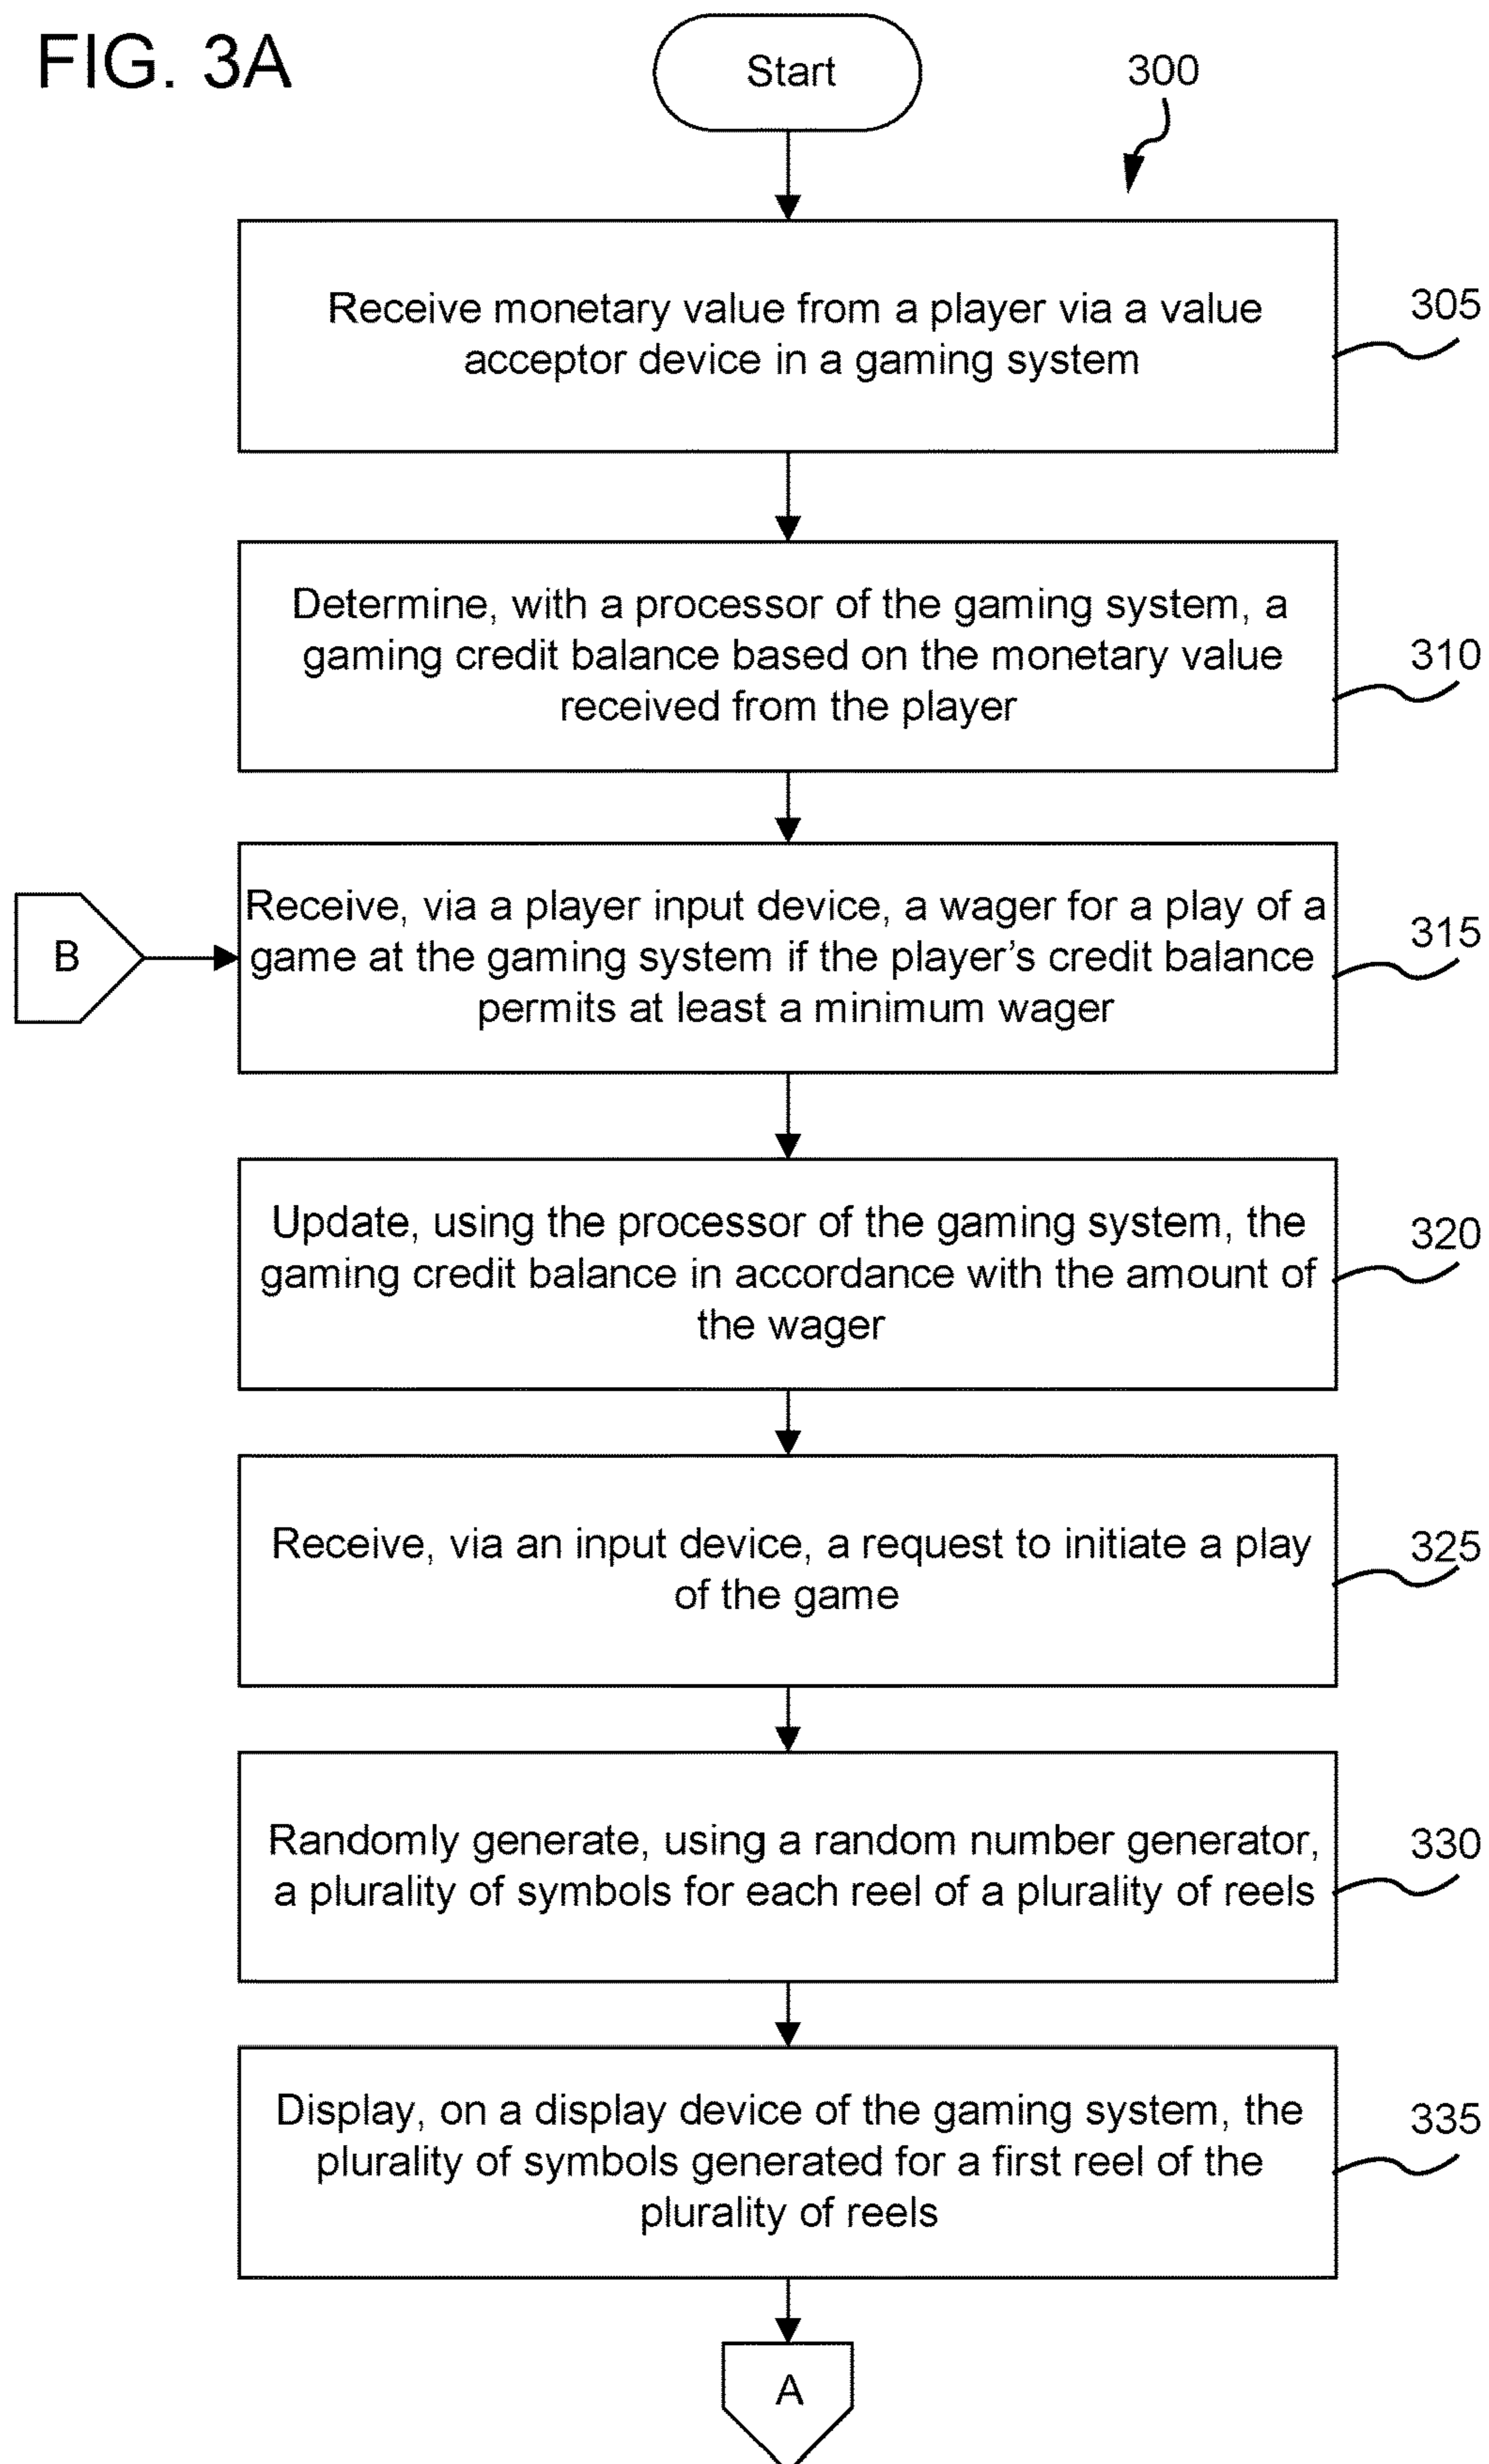 FIG. 3A
Start
300
Receive monetary value from a player via a value
acceptor device in a gaming system
305
Determine, with a processor of the gaming system, a
gaming credit balance based on the monetary value
received from the player
310
B
Receive, via a player input device, a wager for a play of a
game at the gaming system if the player's credit balance
permits at least a minimum wager
315
Update, using the processor of the gaming system, the
gaming credit balance in accordance with the amount of
the wager
320
Receive, via an input device, a request to initiate a play
of the game
325
Randomly generate, using a random number generator,
a plurality of symbols for each reel of a plurality of reels
330
Display, on a display device of the gaming system, the
plurality of symbols generated for a first reel of the
plurality of reels
335
A